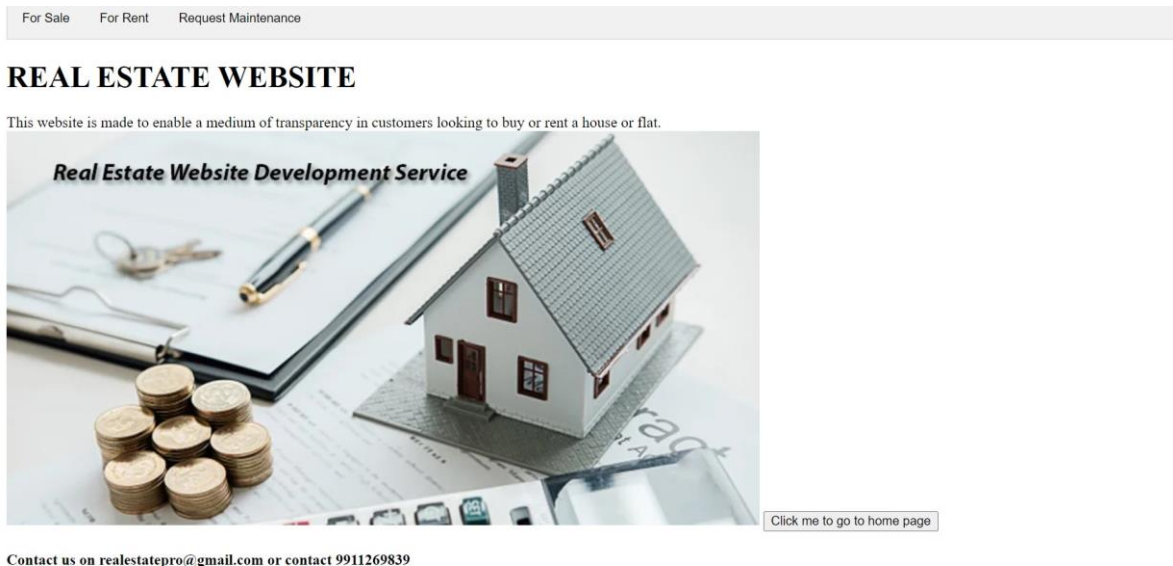 For Sale For Rent Request Maintenance
REAL ESTATE WEBSITE
This website is made to enable a medium of transparency in customers looking to buy or rent a house or flat.
Real Estate Website Development Service
ract
Click me to go to home page
Contact us on realestatepro@gmail.com or contact 9911269839